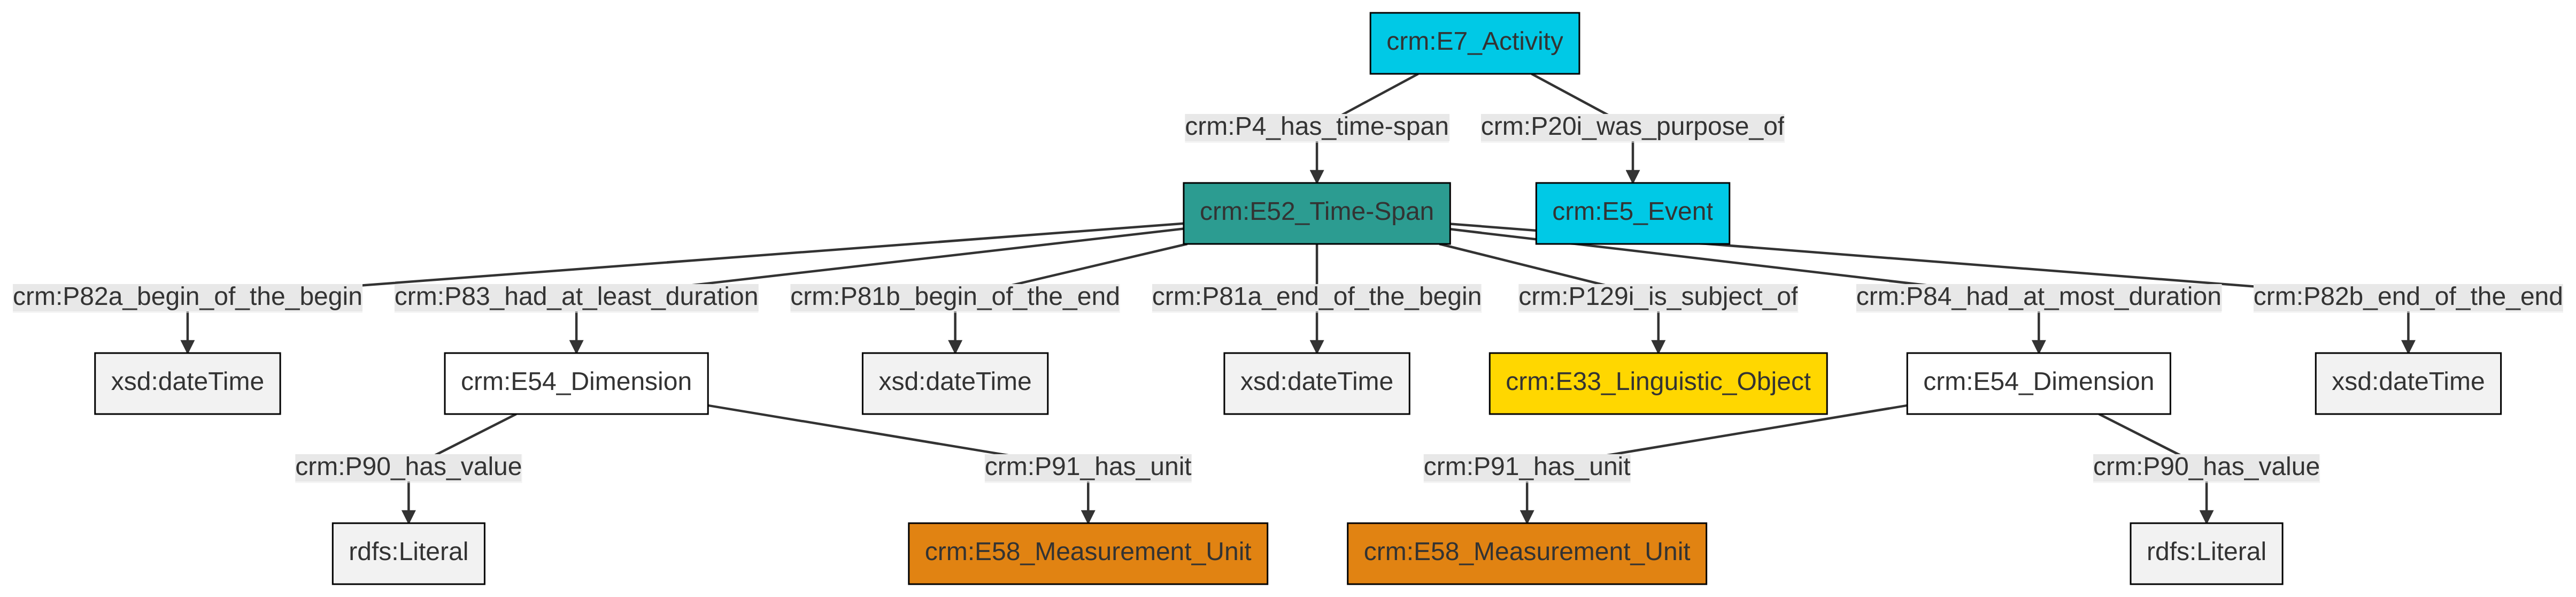 crm:E7_Activity
crm:P4_has_time-span
crm:P20i_was_purpose_of
crm:E52_Time-Span
crm:E5_Event
crm:P82a_begin_of_the_begin
crm:P83_had_at_least_duration
crm:P81b_begin_of_the_end
crm:P81a_end_of_the_begin
crm:P129i_is_subject_of
crm:P84_had_at_most_duration
crm:P82b_end_of_the_end
xsd:dateTime
crm:E54_Dimension
xsd:dateTime
xsd:dateTime
crm:E33_Linguistic_Object
crm:E54_Dimension
xsd:dateTime
crm:P90_has_value
crm:P91_has_unit
crm:P91_has_unit
crm:P90_has_value
rdfs:Literal
crm:E58_Measurement_Unit
crm:E58_Measurement_Unit
rdfs:Literal